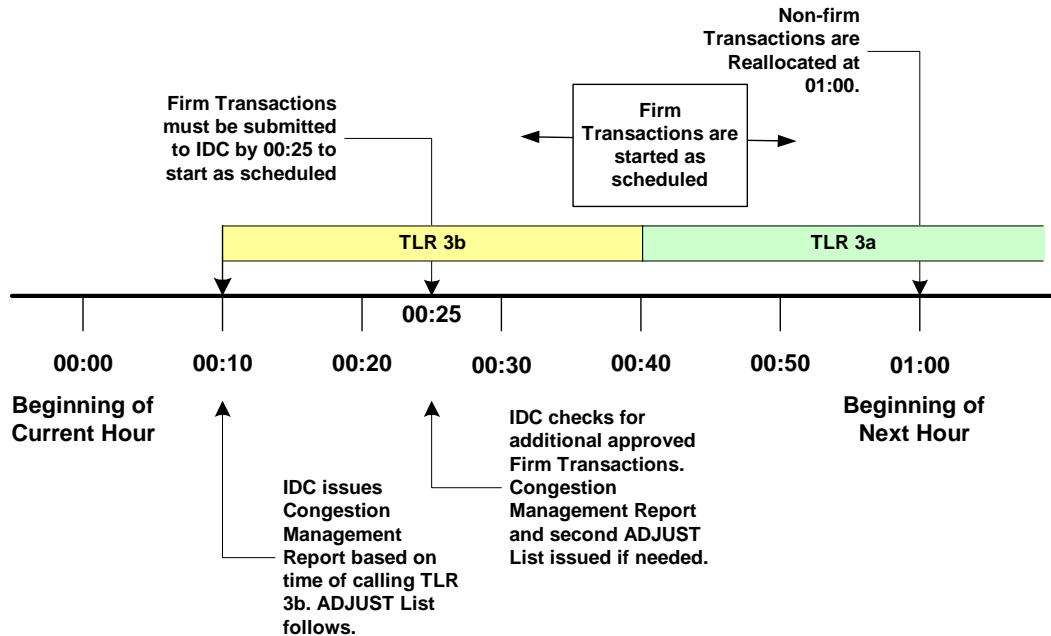 Non-firm
Transactions are
Reallocated at
01:00.
Firm Transactions
must be submitted
to IDC by 00:25 to
start as scheduled
Firm
Transactions are
started as
scheduled
TLR 3b
TLR 3a
00:25
00:00
00:10
00:20
00:30
00:40
00:50
01:00
Beginning of
Current Hour
Beginning of
Next Hour
IDC issues
Congestion
Management
Report based on
time of calling TLR
3b. ADJUST List
follows.
IDC checks for
additional approved
Firm Transactions.
Congestion
Management Report
and second ADJUST
List issued if needed.